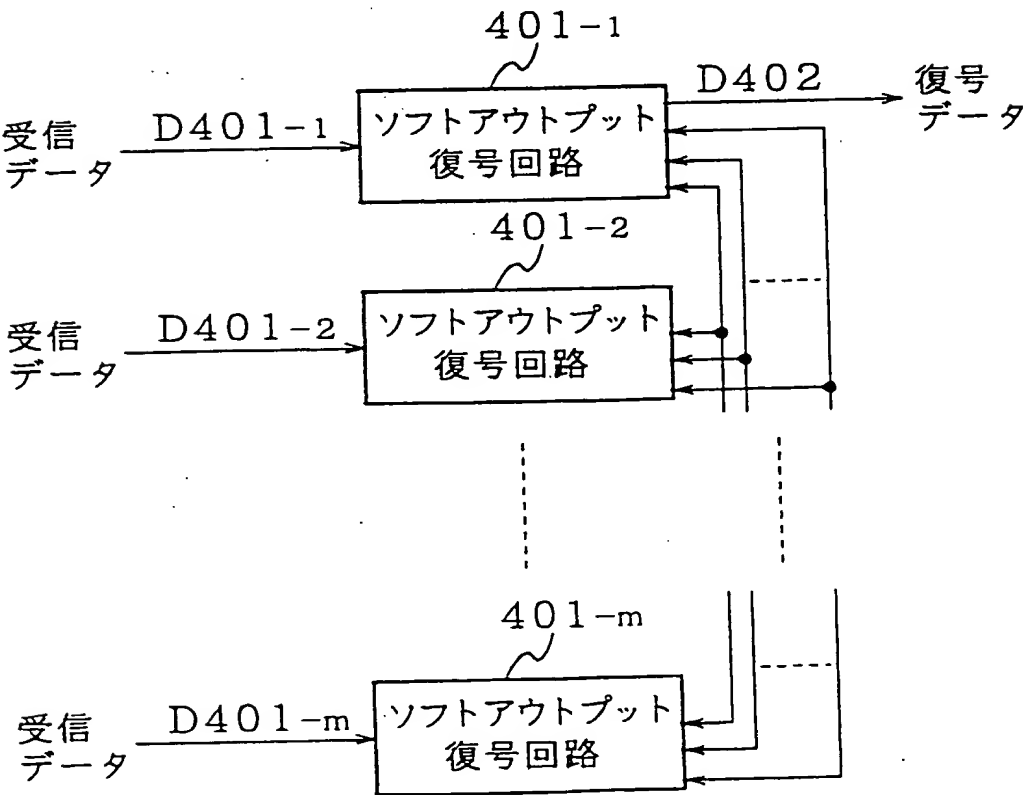 401-1
D402
復号
データ
受信
データ
D401-1
ソフトアウトプット
復号回路
401-2
受信
データ
D401-2
ソフトアウトプット
復号回路
401-m
受信
データ
D401-m
ソフトアウトプット
復号回路